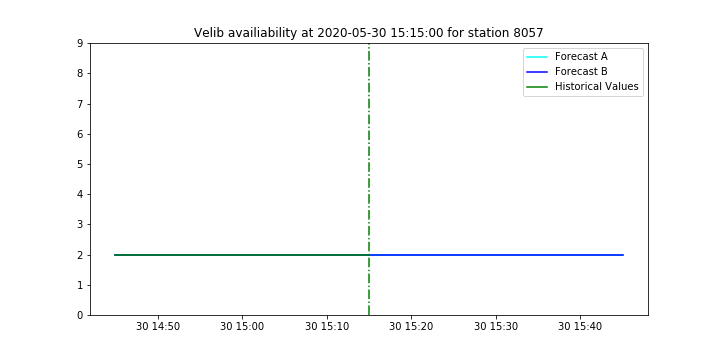 Velib availiability at 2020-05-30 15:15:00 for station 8057
9
8
7
6
5
4
3
2
1
0
Forecast A
Forecast B
Historical Values
30 14:50 30 15:00 30 15:10 30 15:20 30 15:30 30 15:40